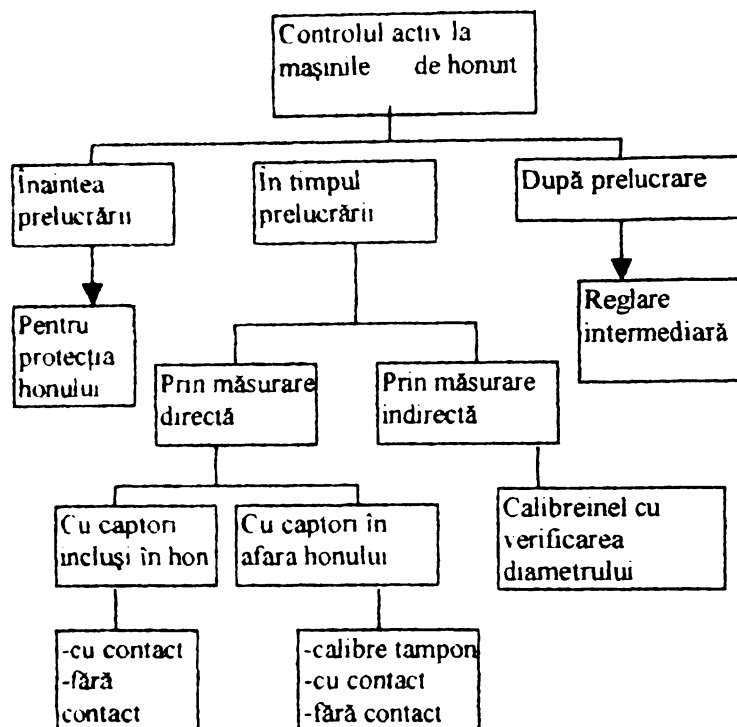 Controlul activ la
mașinile de honuit
Înaintea
prelucrării
În timpul
prelucrării
După prelucrare
Pentru
protecția
honului
Reglare
intermediară
Prin măsurare
directă
Prin măsurare
indirectă
Cu captori
incluși în hon
Cu captori în
afara honului
Calibreinel cu
verificarea
diametrului
-cu contact
-fără
contact
-calibre tampon
-cu contact
-fără contact